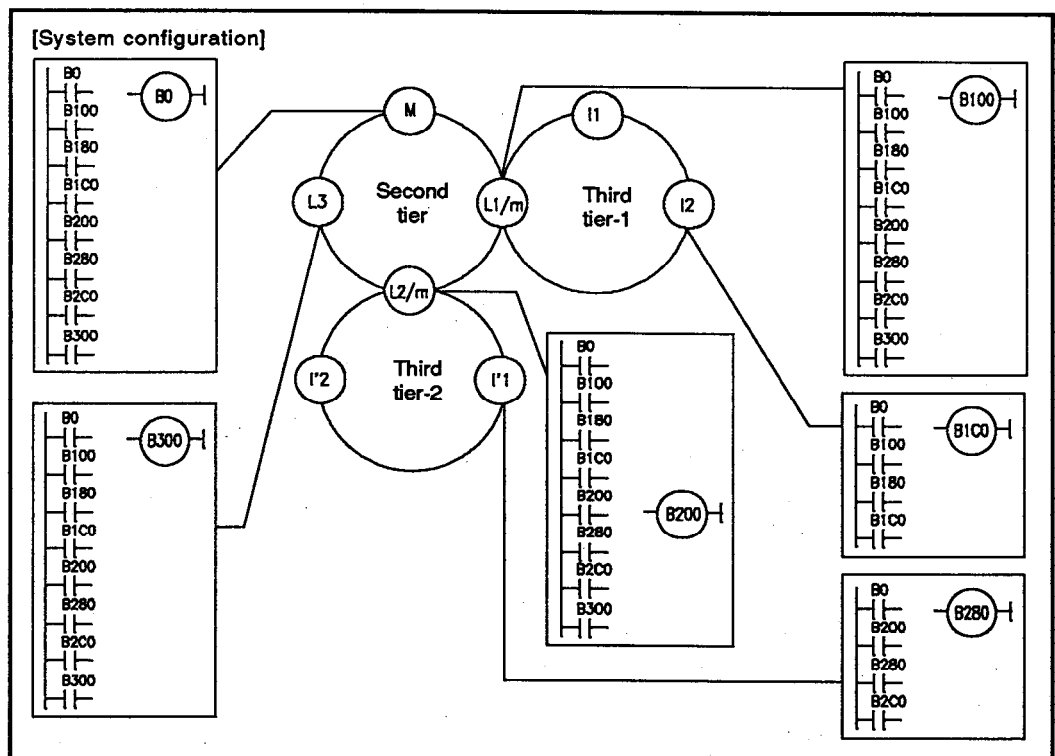 [System configuration]
B0
B100
B180
B1C0
B200
B280
B2C0
B300
B0
M
L3
Second
tier
L1/m
I1
Third
tier-1
I2
L2/m
I'2
Third
tier-2
I'1
B0
B100
B180
B1C0
B200
B280
B2C0
B300
B100
B0
B100
B180
B1C0
B200
B280
B2C0
B300
B300
B0
B100
B180
B1C0
B200
B280
B2C0
B300
B200
B0
B100
B180
B1C0
B1C0
B0
B200
B280
B2C0
B280